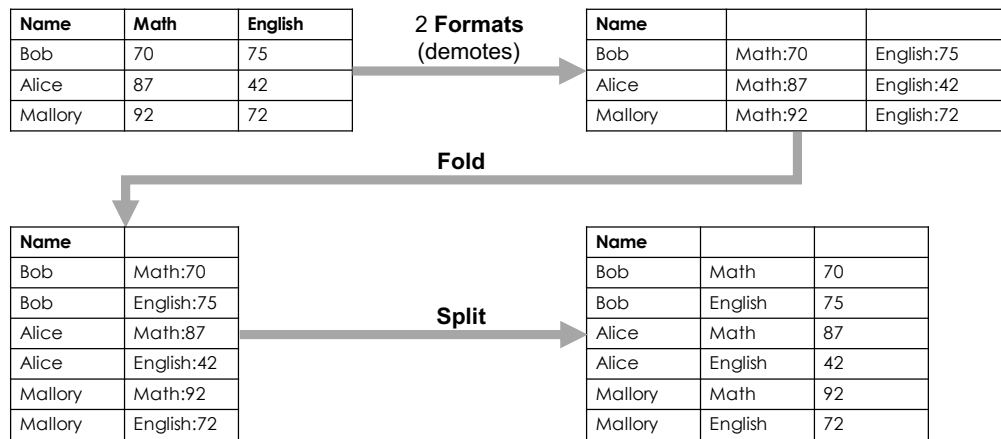 Name Math English
Bob 70 75
Alice 87 42
Mallory 92 72
2 Formats
(demotes)
Name
Bob Math:70 English:75
Alice Math:87 English:42
Mallory Math:92 English:72
Fold
Name
Bob Math:70
Bob English:75
Alice Math:87
Alice English:42
Mallory Math:92
Mallory English:72
Split
Name
Bob Math 70
Bob English 75
Alice Math 87
Alice English 42
Mallory Math 92
Mallory English 72